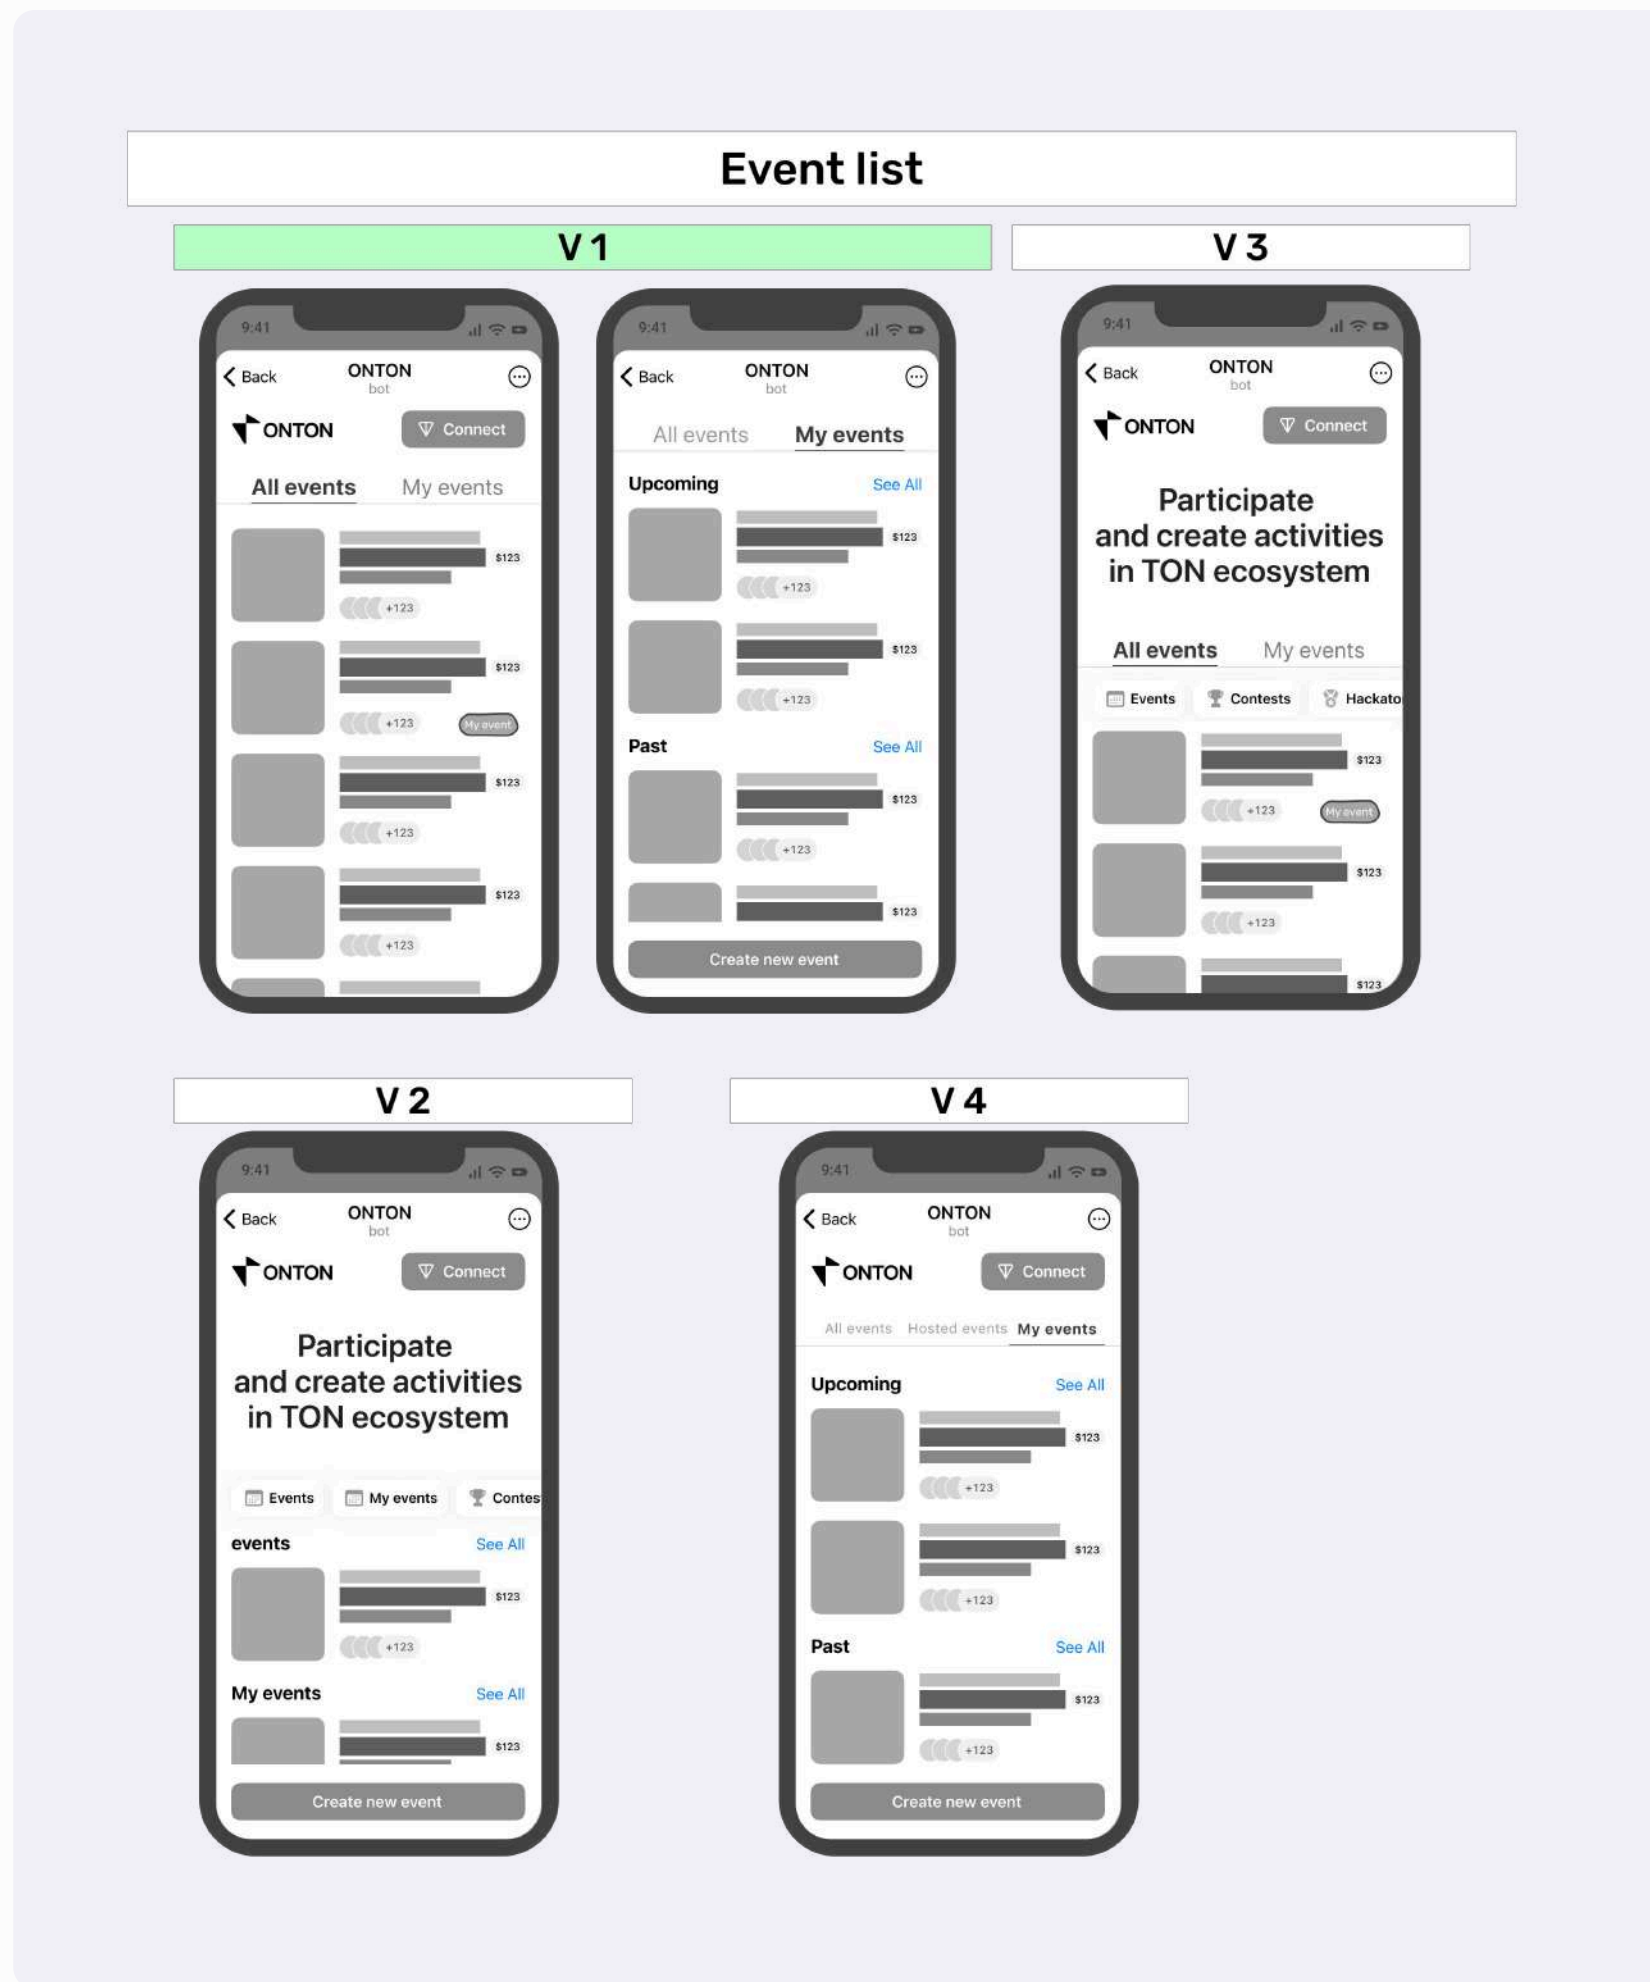 Event list
V 1
9:41
Back
ONTON
bot
ONTON
Connect
All events
My events
$123
+123
$123
+123
My event
$123
+123
$123
+123
9:41
Back
ONTON
bot
All events
My events
Upcoming
See All
$123
+123
$123
+123
Past
See All
$123
+123
$123
Create new event
V 3
9:41
Back
ONTON
bot
ONTON
Connect
Participate
and create activities
in TON ecosystem
All events
My events
Events
Contests
Hackato
$123
+123
My event
$123
+123
$123
V 2
9:41
Back
ONTON
bot
ONTON
Connect
Participate
and create activities
in TON ecosystem
Events
My events
Contes
events
See All
$123
+123
My events
See All
$123
Create new event
V 4
9:41
Back
ONTON
bot
ONTON
Connect
All events
Hosted events
My events
Upcoming
See All
$123
+123
$123
+123
Past
See All
$123
+123
Create new event